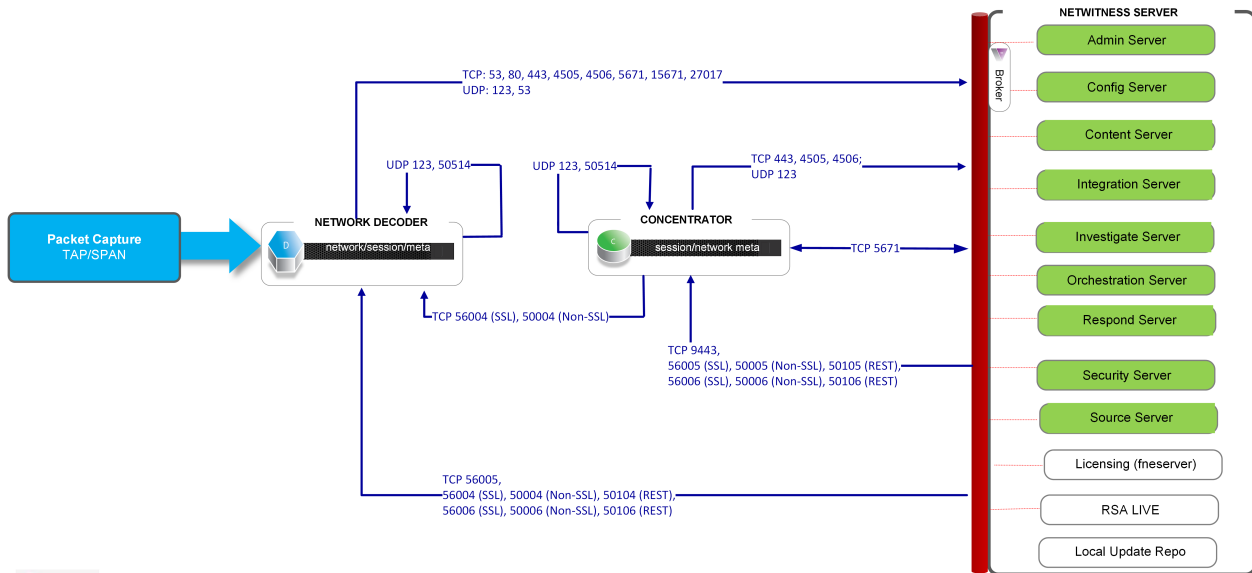 NETWITNESS SERVER
Admin Server
Broker
Config Server
Content Server
Integration Server
Investigate Server
Orchestration Server
Respond Server
Security Server
Source Server
Licensing (fneserver)
RSA LIVE
Local Update Repo
TCP: 53, 80, 443, 4505, 4506, 5671, 15671, 27017
UDP: 123, 53
UDP 123, 50514
UDP 123, 50514
TCP 443, 4505, 4506;
UDP 123
Packet Capture
TAP/SPAN
NETWORK DECODER
D
network/session/meta
CONCENTRATOR
C
session/network meta
TCP 5671
TCP 56004 (SSL), 50004 (Non-SSL)
TCP 9443,
56005 (SSL), 50005 (Non-SSL), 50105 (REST),
56006 (SSL), 50006 (Non-SSL), 50106 (REST)
TCP 56005,
56004 (SSL), 50004 (Non-SSL), 50104 (REST),
56006 (SSL), 50006 (Non-SSL), 50106 (REST)